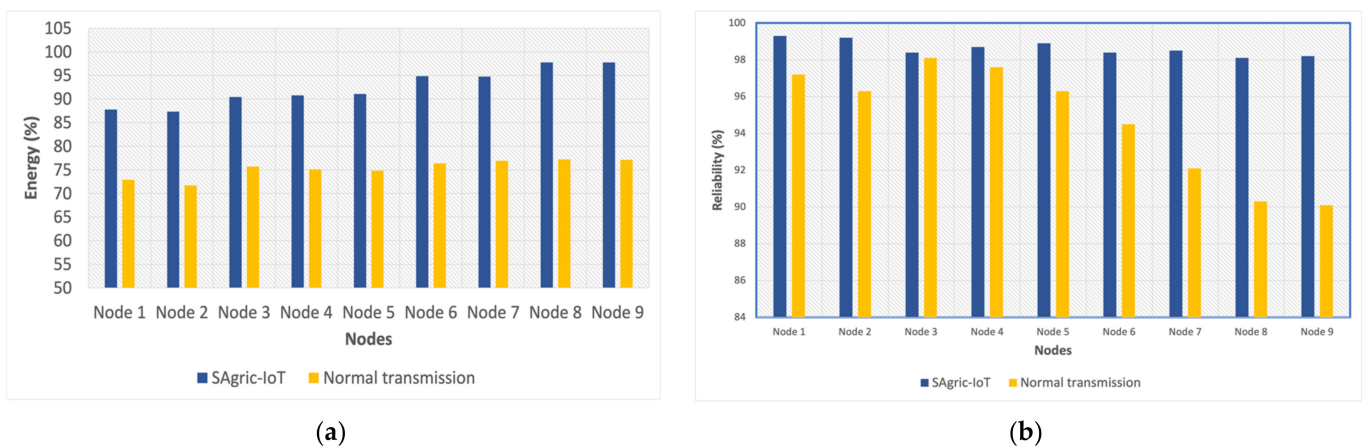 105
100
95
90
85
80
75
70
65
60
55
50
Energy (%)
Node 1 Node 2 Node 3 Node 4 Node 5 Node 6 Node 7 Node 8 Node 9
Nodes
SAgric-IoT Normal transmission
(a)
100
98
96
94
92
90
88
86
84
Reliability (%)
Node 1 Node 2 Node 3 Node 4 Node 5 Node 6 Node 7 Node 8 Node 9
Nodes
SAgric-IoT Normal transmission
(b)